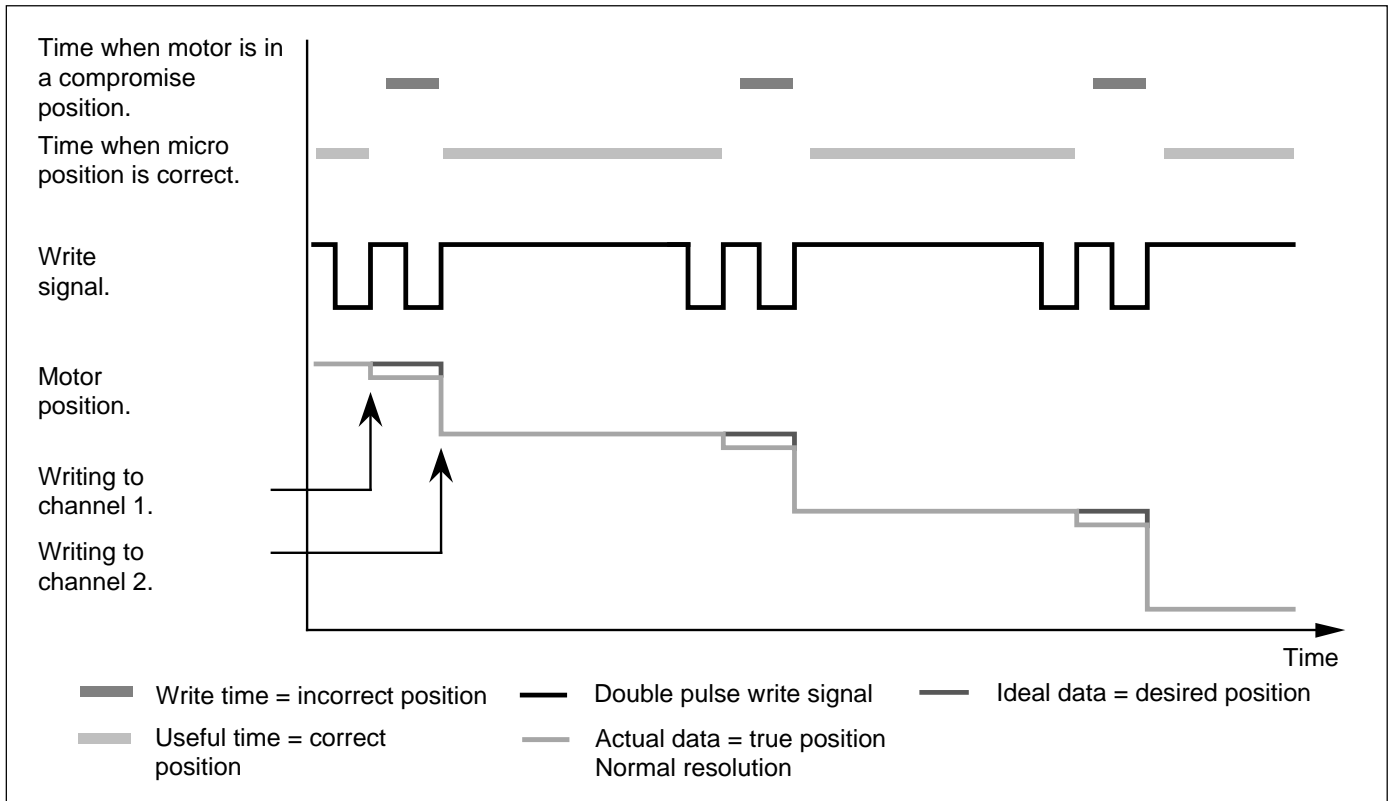 Time when motor is in
a compromise
position.
Time when micro
position is correct.
Write
signal.
Motor
position.
Writing to
channel 1.
Writing to
channel 2.
Time
Write time = incorrect position
Double pulse write signal
Ideal data = desired position
Useful time = correct
position
Actual data = true position
Normal resolution